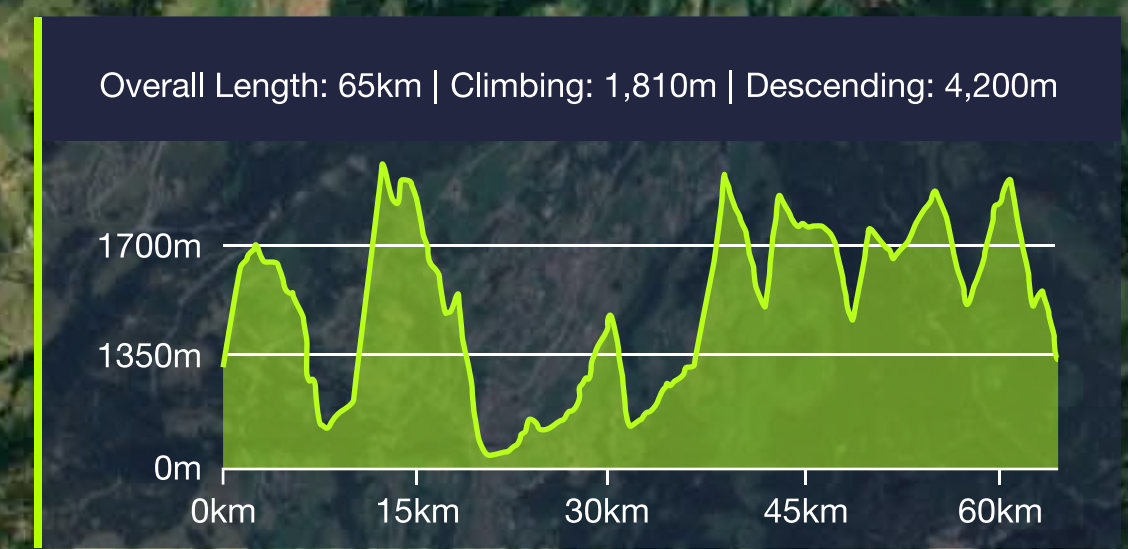 Overall Length: 65km | Climbing: 1,810m | Descending: 4,200m
1700m
1350m
0m
0km 15km 30km 45km 60km